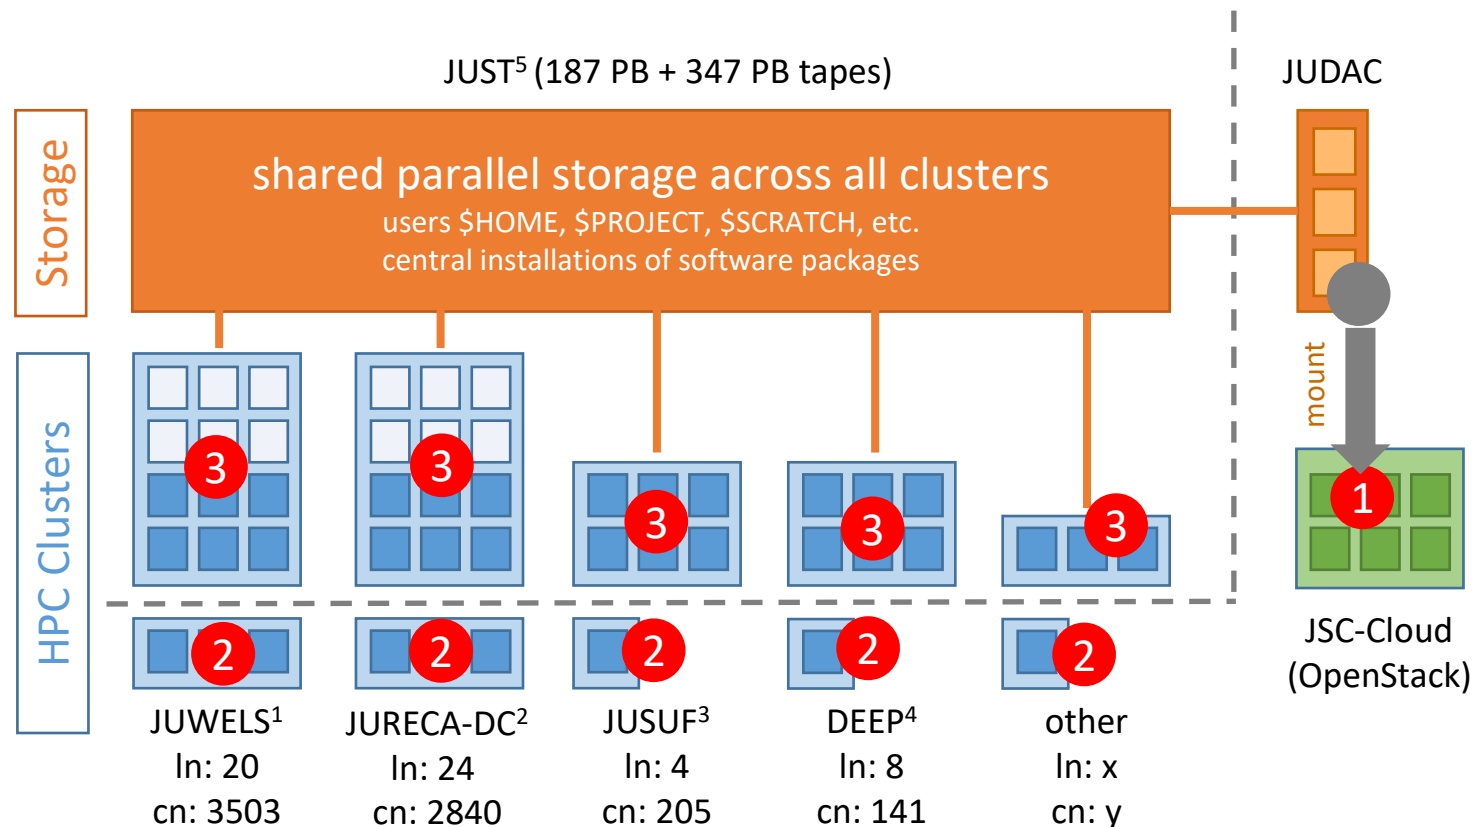 JUST⁵ (187 PB + 347 PB tapes)
JUDAC
Storage
shared parallel storage across all clusters
users $HOME, $PROJECT, $SCRATCH, etc.
central installations of software packages
mount
HPC Clusters
3
3
3
3
3
1
2
2
2
2
2
JUWELS¹
ln: 20
cn: 3503
JURECA-DC²
ln: 24
cn: 2840
JUSUF³
ln: 4
cn: 205
DEEP⁴
ln: 8
cn: 141
other
ln: x
cn: y
JSC-Cloud
(OpenStack)